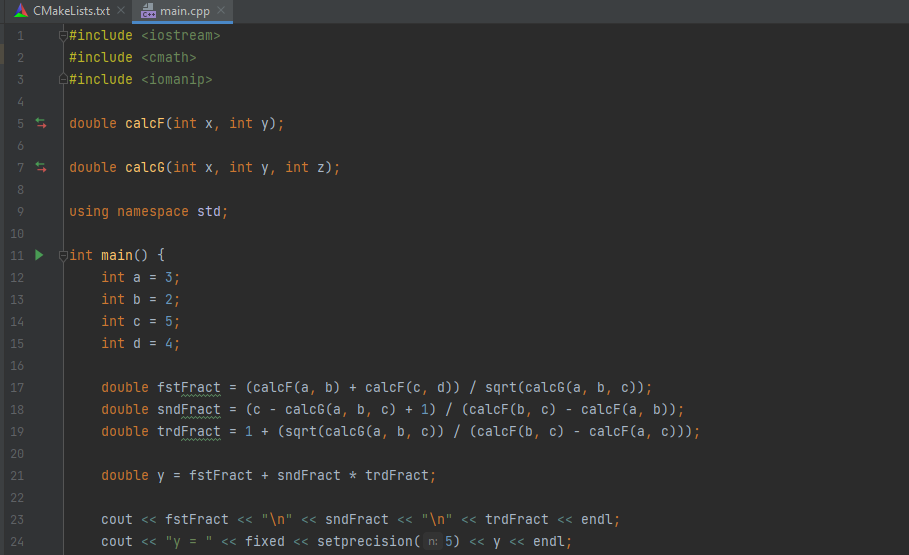 CMakeLists.txt × main.cpp ×
1 #include <iostream>
2 #include <cmath>
3 #include <iomanip>
4
5 double calcF(int x, int y);
6
7 double calcG(int x, int y, int z);
8
9 using namespace std;
10
11 int main() {
12     int a = 3;
13     int b = 2;
14     int c = 5;
15     int d = 4;
16
17     double fstFract = (calcF(a, b) + calcF(c, d)) / sqrt(calcG(a, b, c));
18     double sndFract = (c - calcG(a, b, c) + 1) / (calcF(b, c) - calcF(a, b));
19     double trdFract = 1 + (sqrt(calcG(a, b, c)) / (calcF(b, c) - calcF(a, c)));
20
21     double y = fstFract + sndFract * trdFract;
22
23     cout << fstFract << "\n" << sndFract << "\n" << trdFract << endl;
24     cout << "y = " << fixed << setprecision( n: 5) << y << endl;